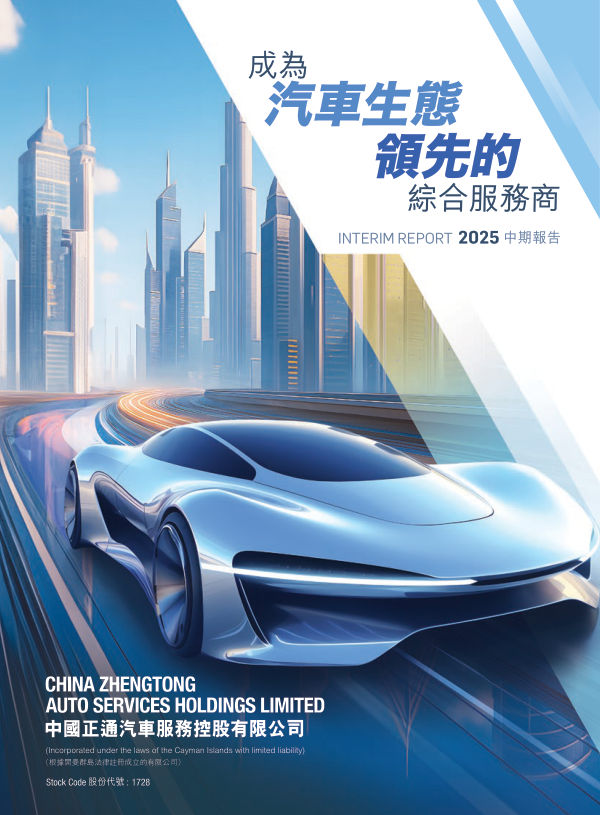 成為
汽車生態
領先的
綜合服務商
INTERIM REPORT 2025 中期報告
CHINA ZHENGTONG
AUTO SERVICES HOLDINGS LIMITED
中國正通汽車服務控股有限公司
(Incorporated under the laws of the Cayman Islands with limited liability)
(根據開曼群島法律註冊成立的有限公司)
Stock Code 股份代號 : 1728